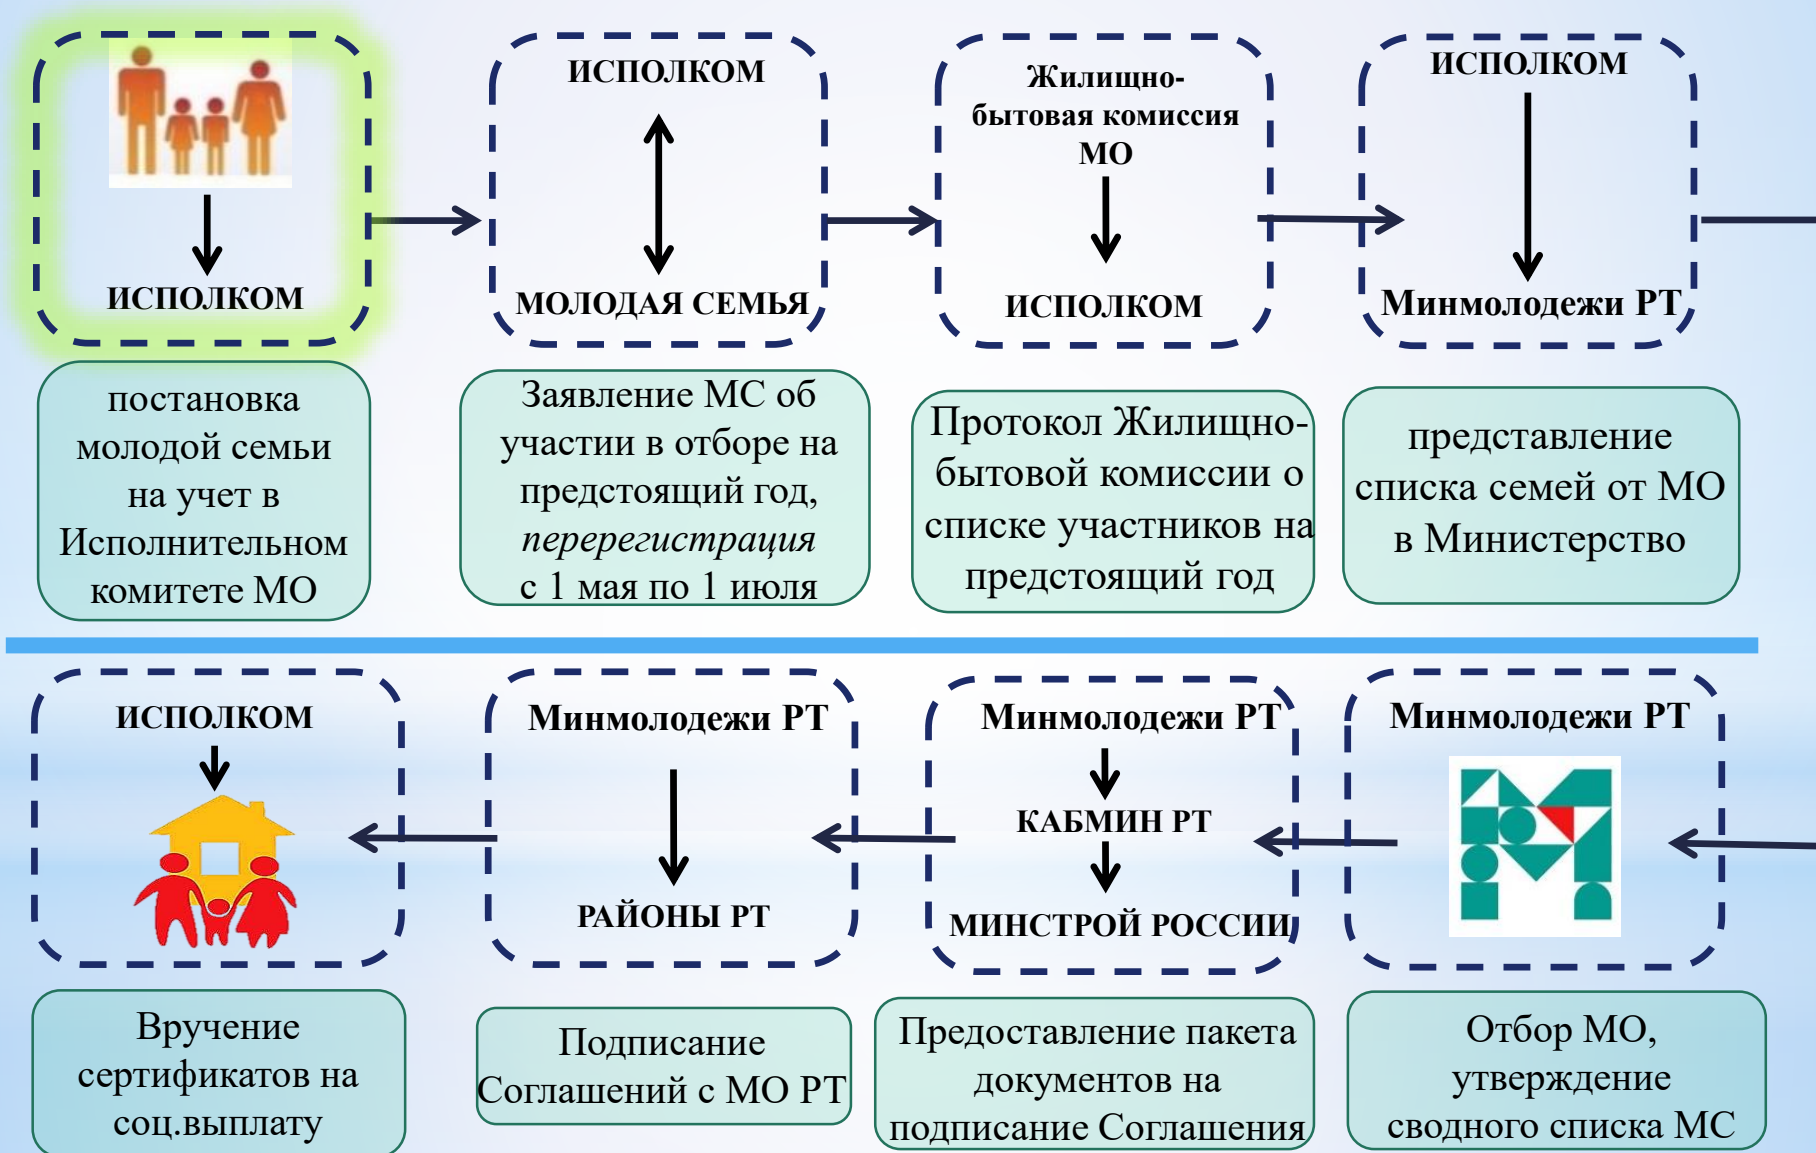 ИСПОЛКОМ
постановка
молодой семьи
на учет в
Исполнительном
комитете МО
ИСПОЛКОМ
МОЛОДАЯ СЕМЬЯ
Заявление МС об
участии в отборе на
предстоящий год,
перерегистрация
с 1 мая по 1 июля
Жилищно-
бытовая комиссия
МО
ИСПОЛКОМ
Протокол Жилищно-
бытовой комиссии о
списке участников на
предстоящий год
ИСПОЛКОМ
Минмолодежи РТ
представление
списка семей от МО
в Министерство
Минмолодежи РТ
Отбор МО,
утверждение
сводного списка МС
Минмолодежи РТ
КАБМИН РТ
МИНСТРОЙ РОССИИ
Предоставление пакета
документов на
подписание Соглашения
Минмолодежи РТ
РАЙОНЫ РТ
Подписание
Соглашений с МО РТ
ИСПОЛКОМ
Вручение
сертификатов на
соц.выплату